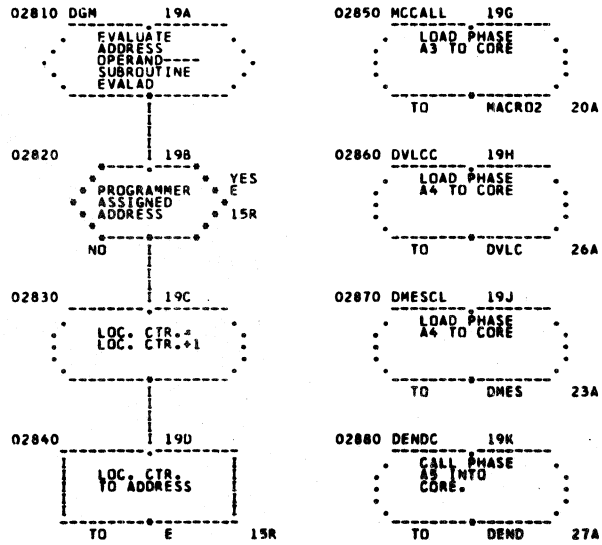 02810 DGM 19A
EVALUATE
ADDRESS
OPERAND----
SUBROUTINE
EVALAD
02820 19B
PROGRAMMER
ASSIGNED
ADDRESS
YES
E
15R
NO
02830 19C
LOC. CTR.=
LOC. CTR.+1
02840 19D
LOC. CTR.
TO ADDRESS
TO E 15R
02850 MCCALL 19G
LOAD PHASE
A3 TO CORE
TO MACRO2 20A
02860 DVLCC 19H
LOAD PHASE
A4 TO CORE
TO DVLC 26A
02870 DMESCL 19J
LOAD PHASE
A4 TO CORE
TO DMES 23A
02880 DENDC 19K
CALL PHASE
A5 INTO
CORE.
TO DEND 27A